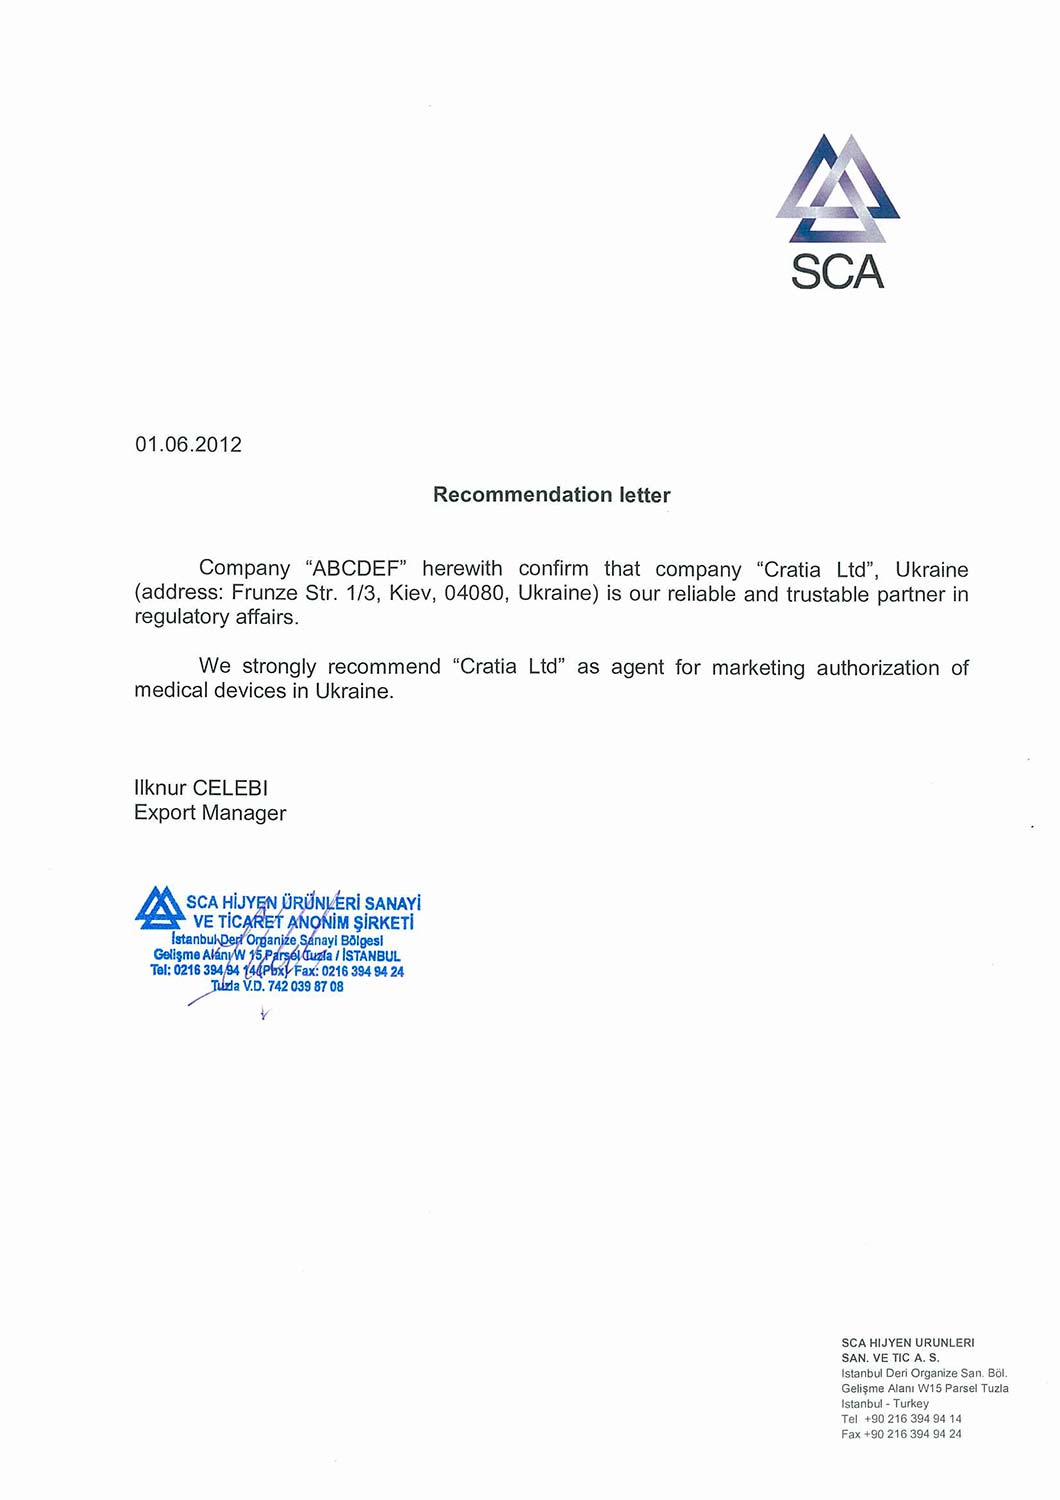 SCA
01.06.2012
Recommendation letter
Company “ABCDEF” herewith confirm that company “Cratia Ltd”, Ukraine
(address: Frunze Str. 1/3, Kiev, 04080, Ukraine) is our reliable and trustable partner in
regulatory affairs.
We strongly recommend “Cratia Ltd” as agent for marketing authorization of
medical devices in Ukraine.
Ilknur CELEBI
Export Manager
SCA HİJYEN ÜRÜNLERİ SANAYİ
VE TİCARET ANONİM ŞİRKETİ
İstanbul Deri Organize Sanayi Bölgesi
Gelişme Alanı W 15 Parsel Tuzla / İSTANBUL
Tel: 0216 394 94 14 (Pbx) Fax: 0216 394 94 24
Tuzla V.D. 742 039 87 08
SCA HIJYEN URUNLERI
SAN. VE TIC A. S.
Istanbul Deri Organize San. Böl.
Gelişme Alanı W15 Parsel Tuzla
Istanbul - Turkey
Tel +90 216 394 94 14
Fax +90 216 394 94 24